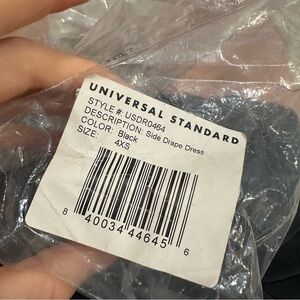 UNIVERSAL STANDARD
STYLE #: USDR0464
DESCRIPTION: Side Drape Dress
COLOR: Black
SIZE: 4XS
8 40034 44645 6